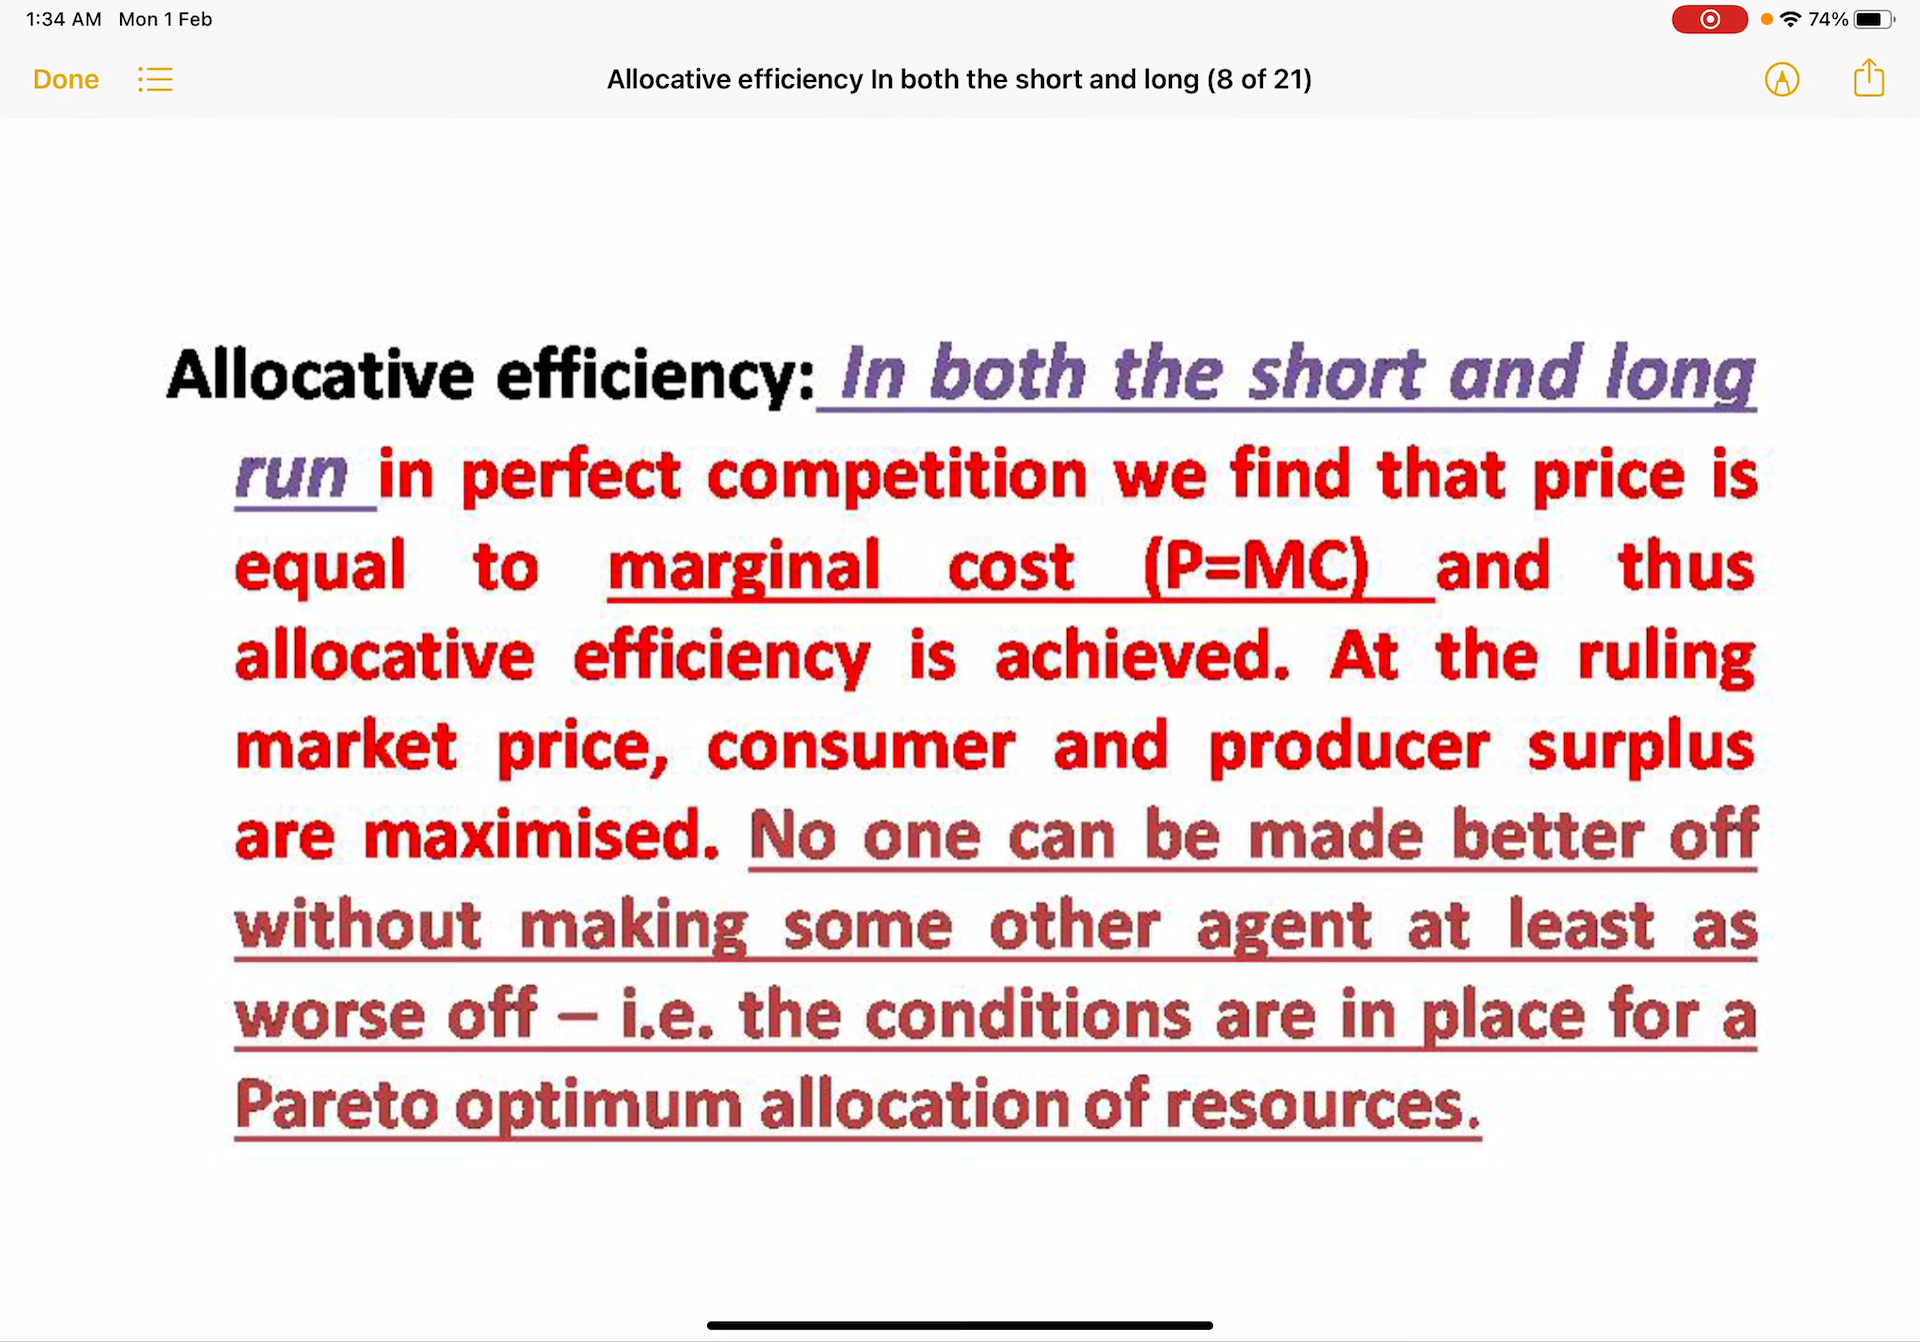 1:34 AM Mon 1 Feb
74%
Done
Allocative efficiency In both the short and long (8 of 21)
Allocative efficiency: In both the short and long
run in perfect competition we find that price is
equal to marginal cost (P=MC) and thus
allocative efficiency is achieved. At the ruling
market price, consumer and producer surplus
are maximised. No one can be made better off
without making some other agent at least as
worse off – i.e. the conditions are in place for a
Pareto optimum allocation of resources.